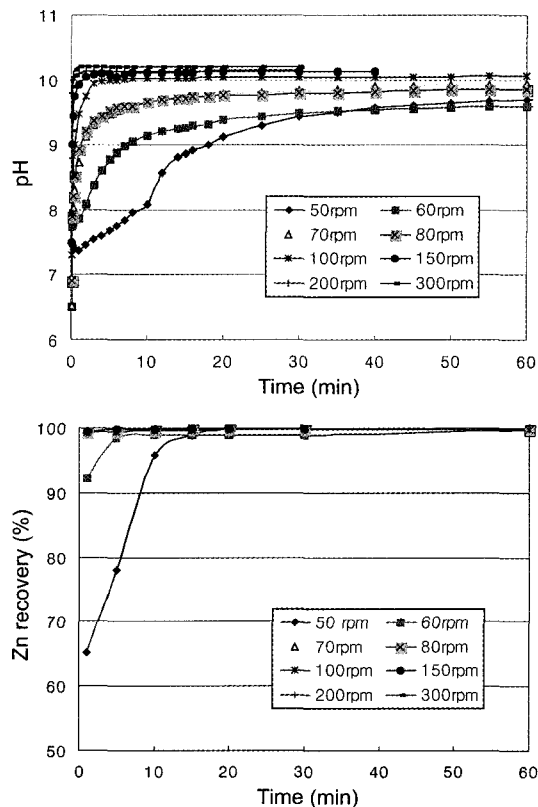 11
10
9
8
7
6
pH
50rpm
60rpm
70rpm
80rpm
100rpm
150rpm
200rpm
300rpm
0 10 20 30 40 50 60
Time (min)
100
90
80
70
60
50
Zn recovery (%)
50 rpm
60rpm
70rpm
80rpm
100rpm
150rpm
200rpm
300rpm
0 10 20 30 40 50 60
Time (min)